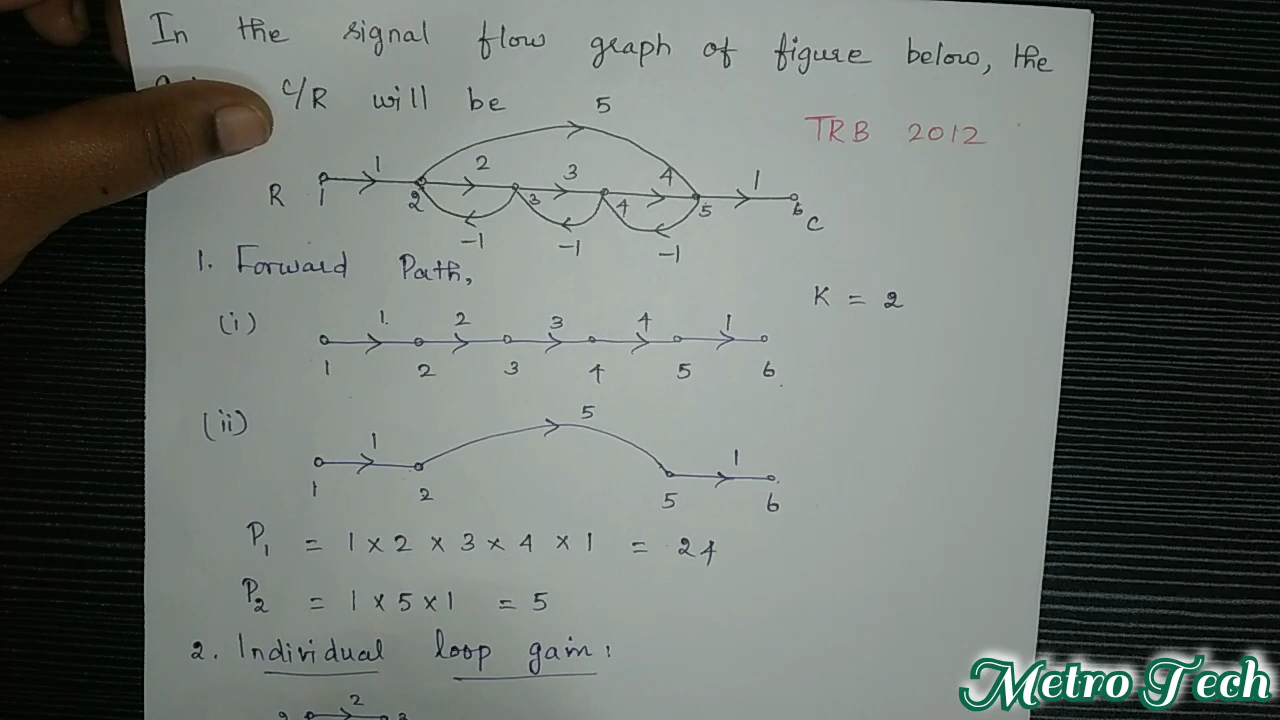 In the signal flow graph of figure below, the
C/R will be
TRB 2012
5
1 2 3 4 1
R 1 2 3 4 5 6 C
-1 -1 -1
1. Forward Path,
K = 2
(i)
1 2 3 4 1
1 2 3 4 5 6
(ii)
5
1 1
1 2 5 6
P1 = 1 x 2 x 3 x 4 x 1 = 24
P2 = 1 x 5 x 1 = 5
2. Individual loop gain:
2
2 3
Metro Tech